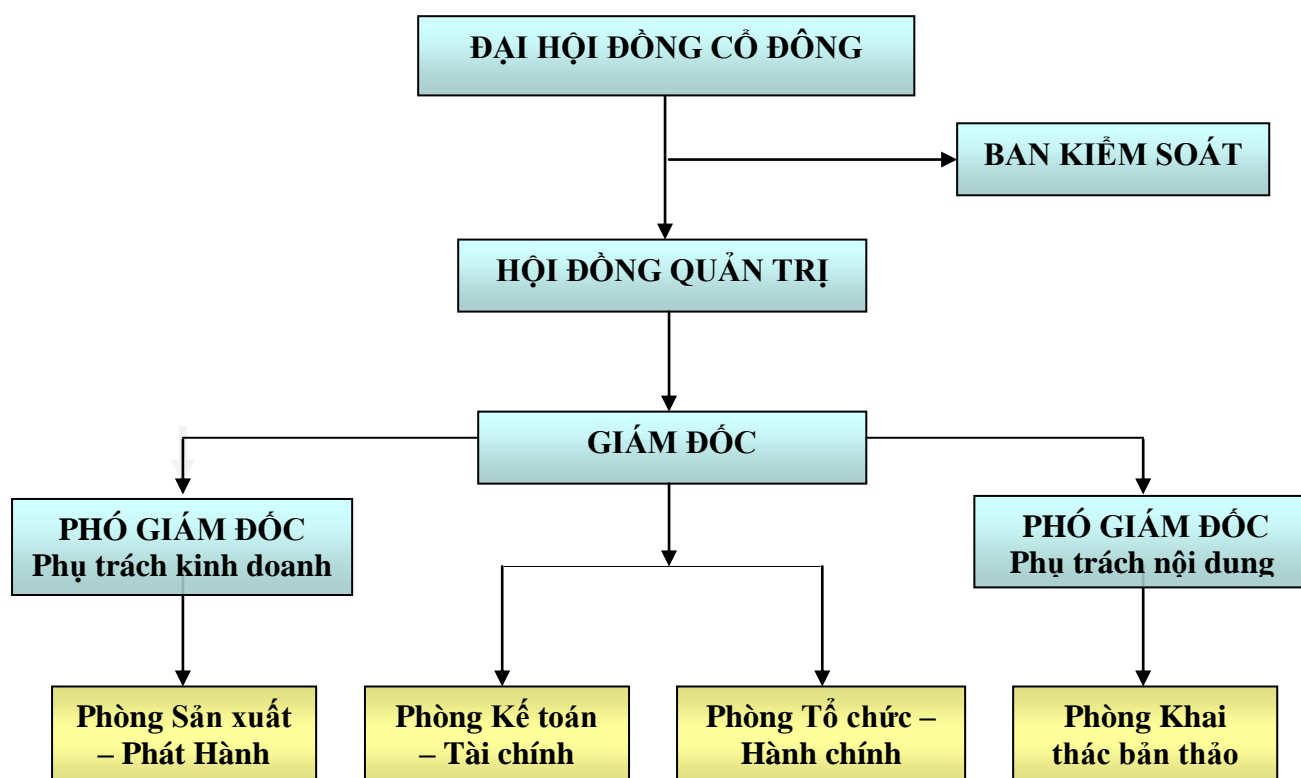 ĐẠI HỘI ĐỒNG CỔ ĐÔNG
BAN KIỂM SOÁT
HỘI ĐỒNG QUẢN TRỊ
GIÁM ĐỐC
PHÓ GIÁM ĐỐC
Phụ trách kinh doanh
PHÓ GIÁM ĐỐC
Phụ trách nội dung
Phòng Sản xuất
– Phát Hành
Phòng Kế toán
– Tài chính
Phòng Tổ chức –
Hành chính
Phòng Khai
thác bản thảo